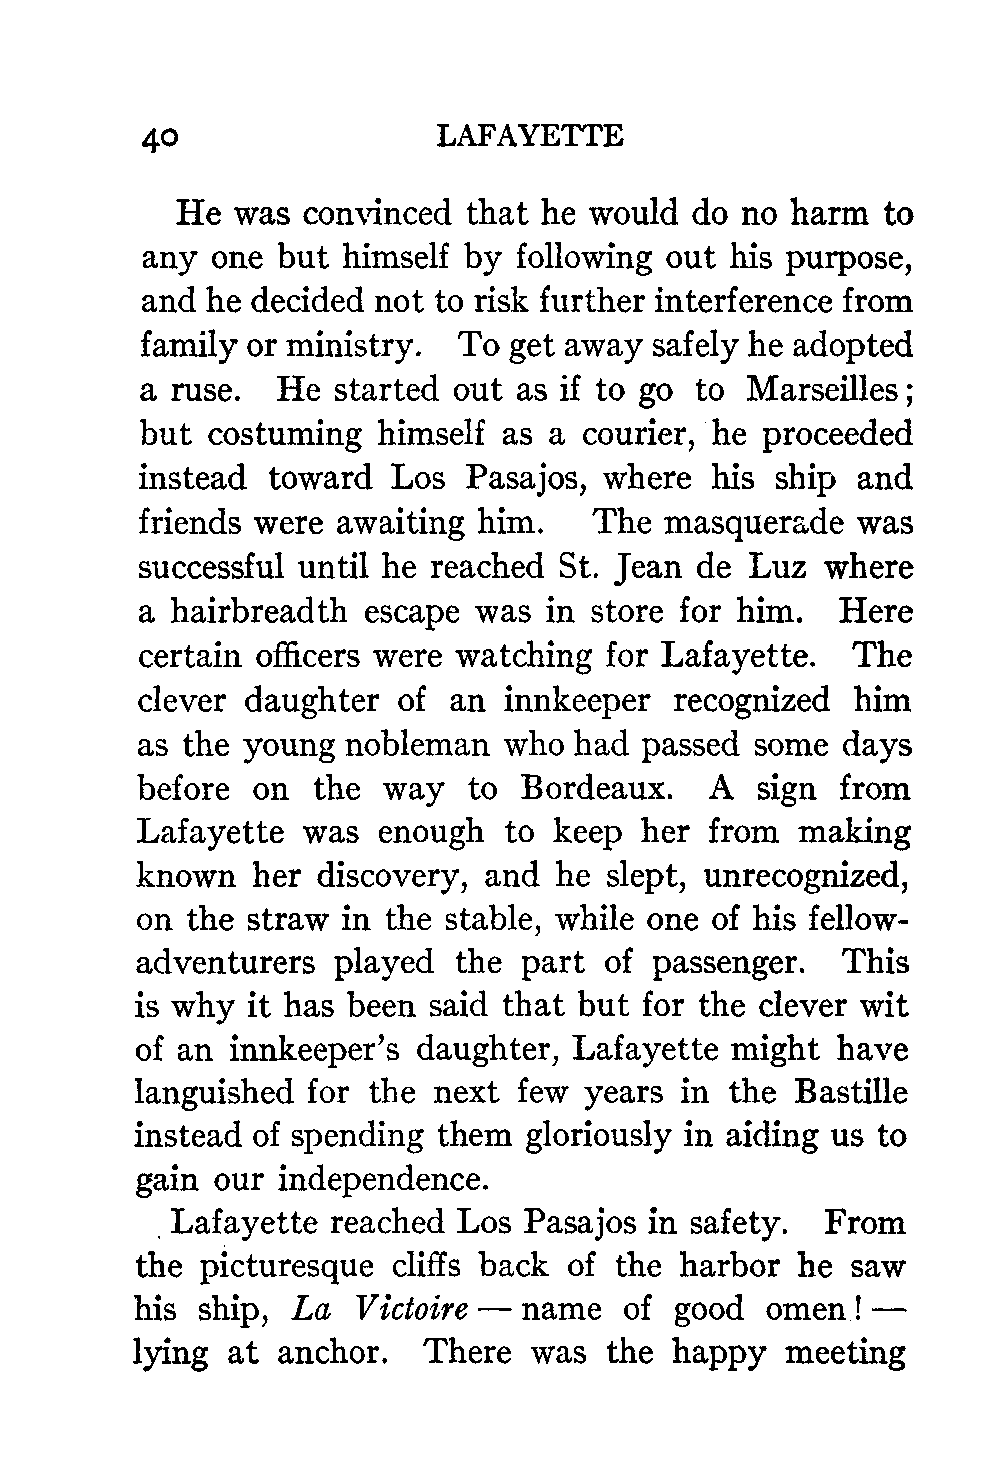 40 LAFAYETTE
He was convinced that he would do no harm to
any one but himself by following out his purpose,
and he decided not to risk further interference from
family or ministry. To get away safely he adopted
a ruse. He started out as if to go to Marseilles;
but costuming himself as a courier, he proceeded
instead toward Los Pasajos, where his ship and
friends were awaiting him. The masquerade was
successful until he reached St. Jean de Luz where
a hairbreadth escape was in store for him. Here
certain officers were watching for Lafayette. The
clever daughter of an innkeeper recognized him
as the young nobleman who had passed some days
before on the way to Bordeaux. A sign from
Lafayette was enough to keep her from making
known her discovery, and he slept, unrecognized,
on the straw in the stable, while one of his fellow-
adventurers played the part of passenger. This
is why it has been said that but for the clever wit
of an innkeeper's daughter, Lafayette might have
languished for the next few years in the Bastille
instead of spending them gloriously in aiding us to
gain our independence.
Lafayette reached Los Pasajos in safety. From
the picturesque cliffs back of the harbor he saw
his ship, La Victoire — name of good omen! —
lying at anchor. There was the happy meeting